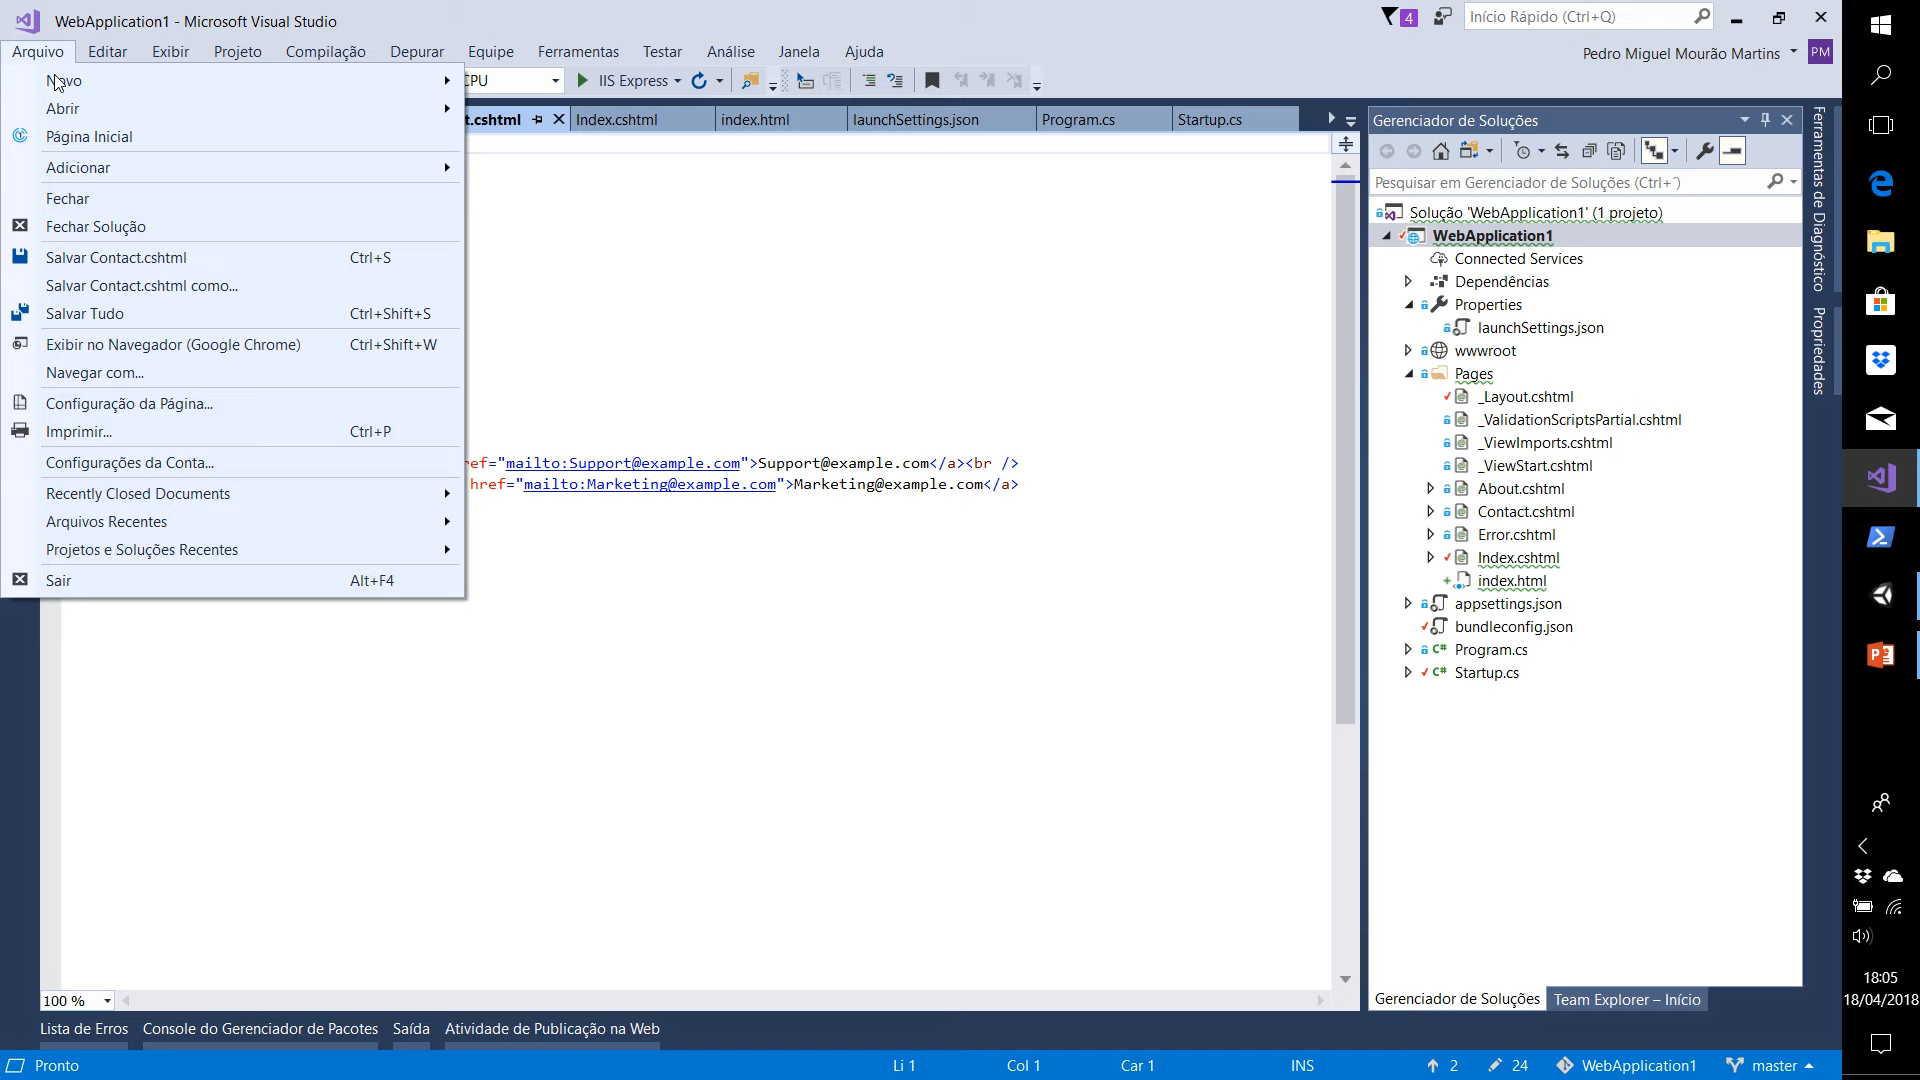 WebApplication1 - Microsoft Visual Studio
4
Início Rápido (Ctrl+Q)
Arquivo Editar Exibir Projeto Compilação Depurar Equipe Ferramentas Testar Análise Janela Ajuda
Pedro Miguel Mourão Martins PM
CPU IIS Express
Novo
Abrir
Página Inicial
Adicionar
Fechar
Fechar Solução
Salvar Contact.cshtml Ctrl+S
Salvar Contact.cshtml como...
Salvar Tudo Ctrl+Shift+S
Exibir no Navegador (Google Chrome) Ctrl+Shift+W
Navegar com...
Configuração da Página...
Imprimir... Ctrl+P
Configurações da Conta...
Recently Closed Documents
Arquivos Recentes
Projetos e Soluções Recentes
Sair Alt+F4
t.cshtml Index.cshtml index.html launchSettings.json Program.cs Startup.cs
ref="mailto:Support@example.com">Support@example.com</a><br />
href="mailto:Marketing@example.com">Marketing@example.com</a>
100 %
Gerenciador de Soluções
Pesquisar em Gerenciador de Soluções (Ctrl+´)
Solução 'WebApplication1' (1 projeto)
WebApplication1
Connected Services
Dependências
Properties
launchSettings.json
wwwroot
Pages
_Layout.cshtml
_ValidationScriptsPartial.cshtml
_ViewImports.cshtml
_ViewStart.cshtml
About.cshtml
Contact.cshtml
Error.cshtml
Index.cshtml
index.html
appsettings.json
bundleconfig.json
C# Program.cs
C# Startup.cs
Gerenciador de Soluções Team Explorer – Início
Ferramentas de Diagnóstico
Propriedades
Lista de Erros Console do Gerenciador de Pacotes Saída Atividade de Publicação na Web
Pronto Li 1 Col 1 Car 1 INS 2 24 WebApplication1 master
18:05
18/04/2018